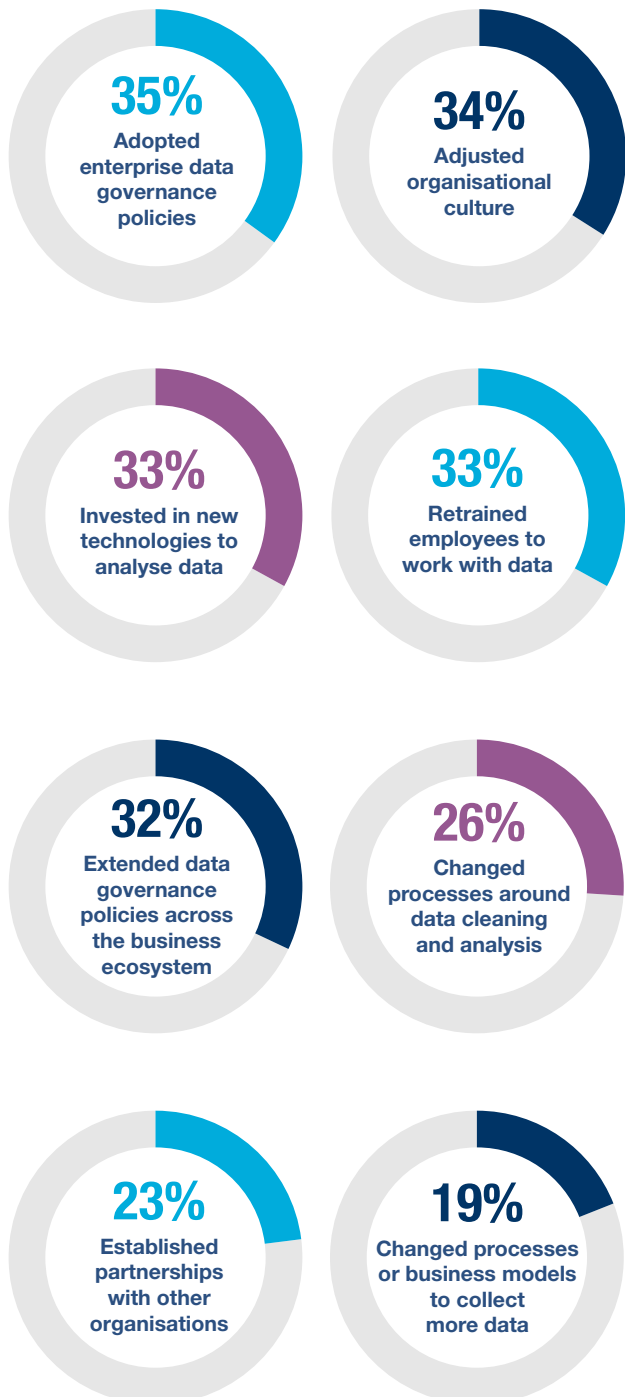 35%
Adopted
enterprise data
governance
policies
34%
Adjusted
organisational
culture
33%
Invested in new
technologies to
analyse data
33%
Retrained
employees to
work with data
32%
Extended data
governance
policies across
the business
ecosystem
26%
Changed
processes around
data cleaning
and analysis
23%
Established
partnerships
with other
organisations
19%
Changed processes
or business models
to collect
more data